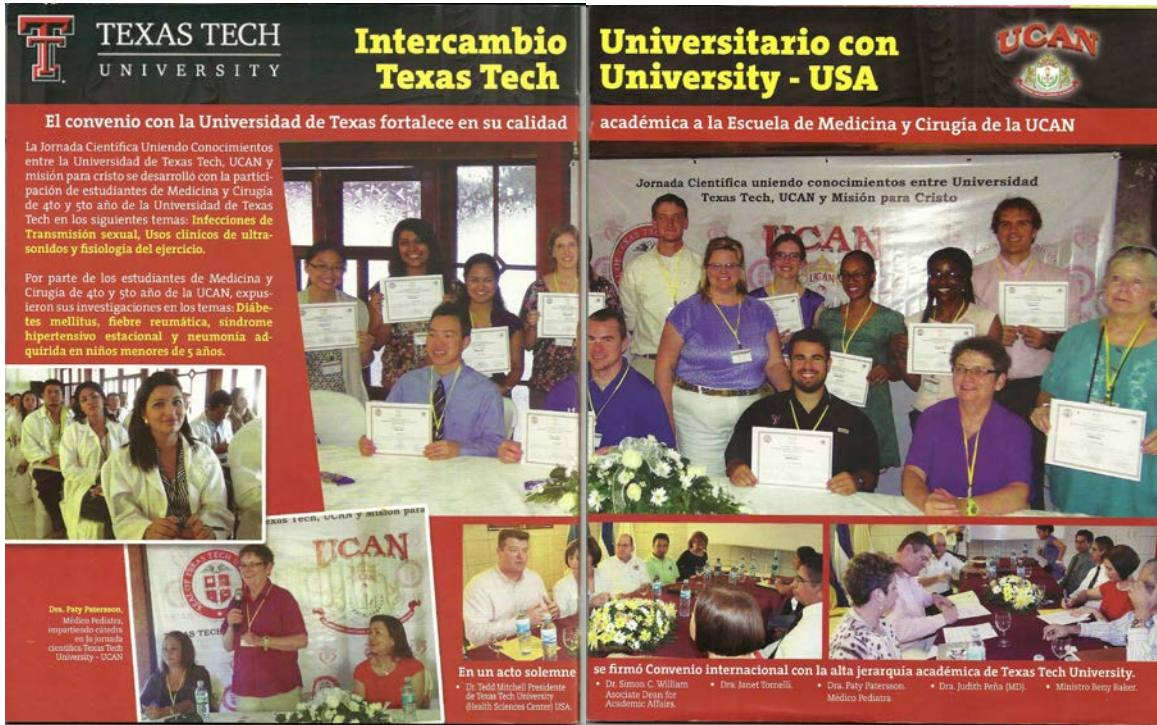 TEXAS TECH
UNIVERSITY
Intercambio Universitario con
Texas Tech University - USA
UCAN
El convenio con la Universidad de Texas fortalece en su calidad académica a la Escuela de Medicina y Cirugía de la UCAN
La Jornada Científica Uniendo Conocimientos
entre la Universidad de Texas Tech, UCAN y
misión para cristo se desarrolló con la partici-
pación de estudiantes de Medicina y Cirugía
de 4to y 5to año de la Universidad de Texas
Tech en los siguientes temas: Infecciones de
Transmisión sexual, Usos clínicos de ultra-
sonidos y fisiología del ejercicio.
Por parte de los estudiantes de Medicina y
Cirugía de 4to y 5to año de la UCAN, expus-
ieron sus investigaciones en los temas: Diábe-
tes mellitus, fiebre reumática, síndrome
hipertensivo estacional y neumonía ad-
quirida en niños menores de 5 años.
Jornada Científica uniendo conocimientos entre Universidad
Texas Tech, UCAN y Misión para Cristo
UCAN
UCAN
Texas Tech, UCAN y Misión para
UCAN
TEXAS TECH
Dra. Paty Patersson,
Médico Pediatra,
impartiendo cátedra
en la jornada
científica Texas Tech
University - UCAN
En un acto solemne se firmó Convenio internacional con la alta jerarquía académica de Texas Tech University.
• Dr. Tedd Mitchell Presidente
de Texas Tech University
(Health Sciences Center) USA.
• Dr. Simon C. William
Asociate Dean for
Academic Affairs.
• Dra. Janet Tornelli.
• Dra. Paty Patersson.
Médico Pediatra
• Dra. Judith Peña (MD).
• Ministro Beny Baker.